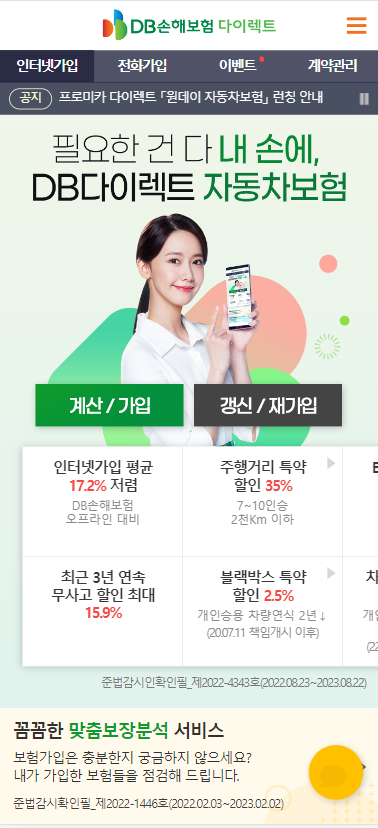 DB손해보험 다이렉트
인터넷가입 전화가입 이벤트 계약관리
공지 프로미카 다이렉트 「원데이 자동차보험」 런칭 안내
필요한 건 다 내 손에,
DB다이렉트 자동차보험
계산 / 가입 갱신 / 재가입
인터넷가입 평균
17.2% 저렴
DB손해보험
오프라인 대비
주행거리 특약
할인 35%
7~10인승
2천Km 이하
최근 3년 연속
무사고 할인 최대
15.9%
블랙박스 특약
할인 2.5%
개인승용 차량연식 2년↓
(20.07.11 책임개시 이후)
준법감시인확인필_제2022-4343호(2022.08.23~2023.08.22)
꼼꼼한 맞춤보장분석 서비스
보험가입은 충분한지 궁금하지 않으세요?
내가 가입한 보험들을 점검해 드립니다.
준법감시확인필_제2022-1446호(2022.02.03~2023.02.02)